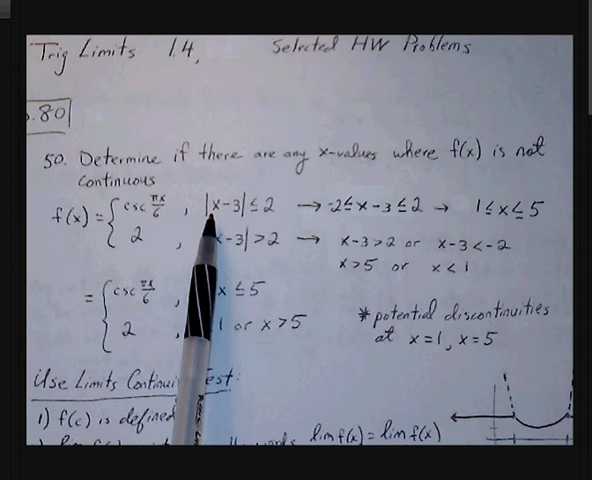 Trig Limits 1.4, Selected HW Problems
.80
50. Determine if there are any x-values where f(x) is not
continuous
f(x) = { csc πx/6 , |x-3| ≤ 2 → -2 ≤ x-3 ≤ 2 → 1 ≤ x ≤ 5
2 , x-3| > 2 → x-3 > 2 or x-3 < -2
x > 5 or x < 1
= { csc πx/6 , x ≤ 5
2 , 1 or x > 5
* potential discontinuities
at x = 1, x = 5
Use Limits Test:
1) f(c) is defined
lim f(x) = lim f(x)